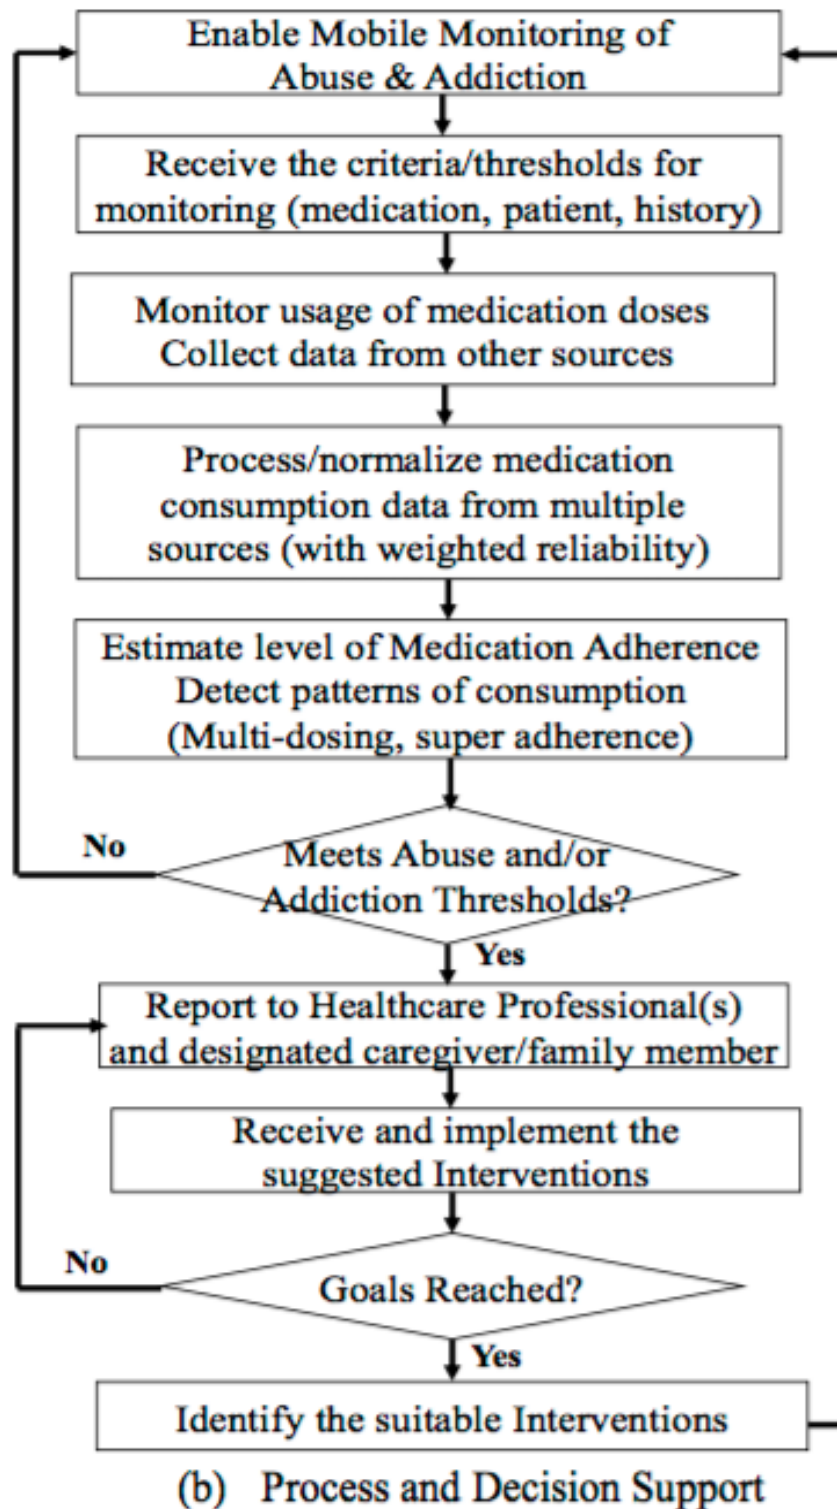 Enable Mobile Monitoring of
Abuse & Addiction
Receive the criteria/thresholds for
monitoring (medication, patient, history)
Monitor usage of medication doses
Collect data from other sources
Process/normalize medication
consumption data from multiple
sources (with weighted reliability)
Estimate level of Medication Adherence
Detect patterns of consumption
(Multi-dosing, super adherence)
No
Meets Abuse and/or
Addiction Thresholds?
Yes
Report to Healthcare Professional(s)
and designated caregiver/family member
Receive and implement the
suggested Interventions
No
Goals Reached?
Yes
Identify the suitable Interventions
(b) Process and Decision Support